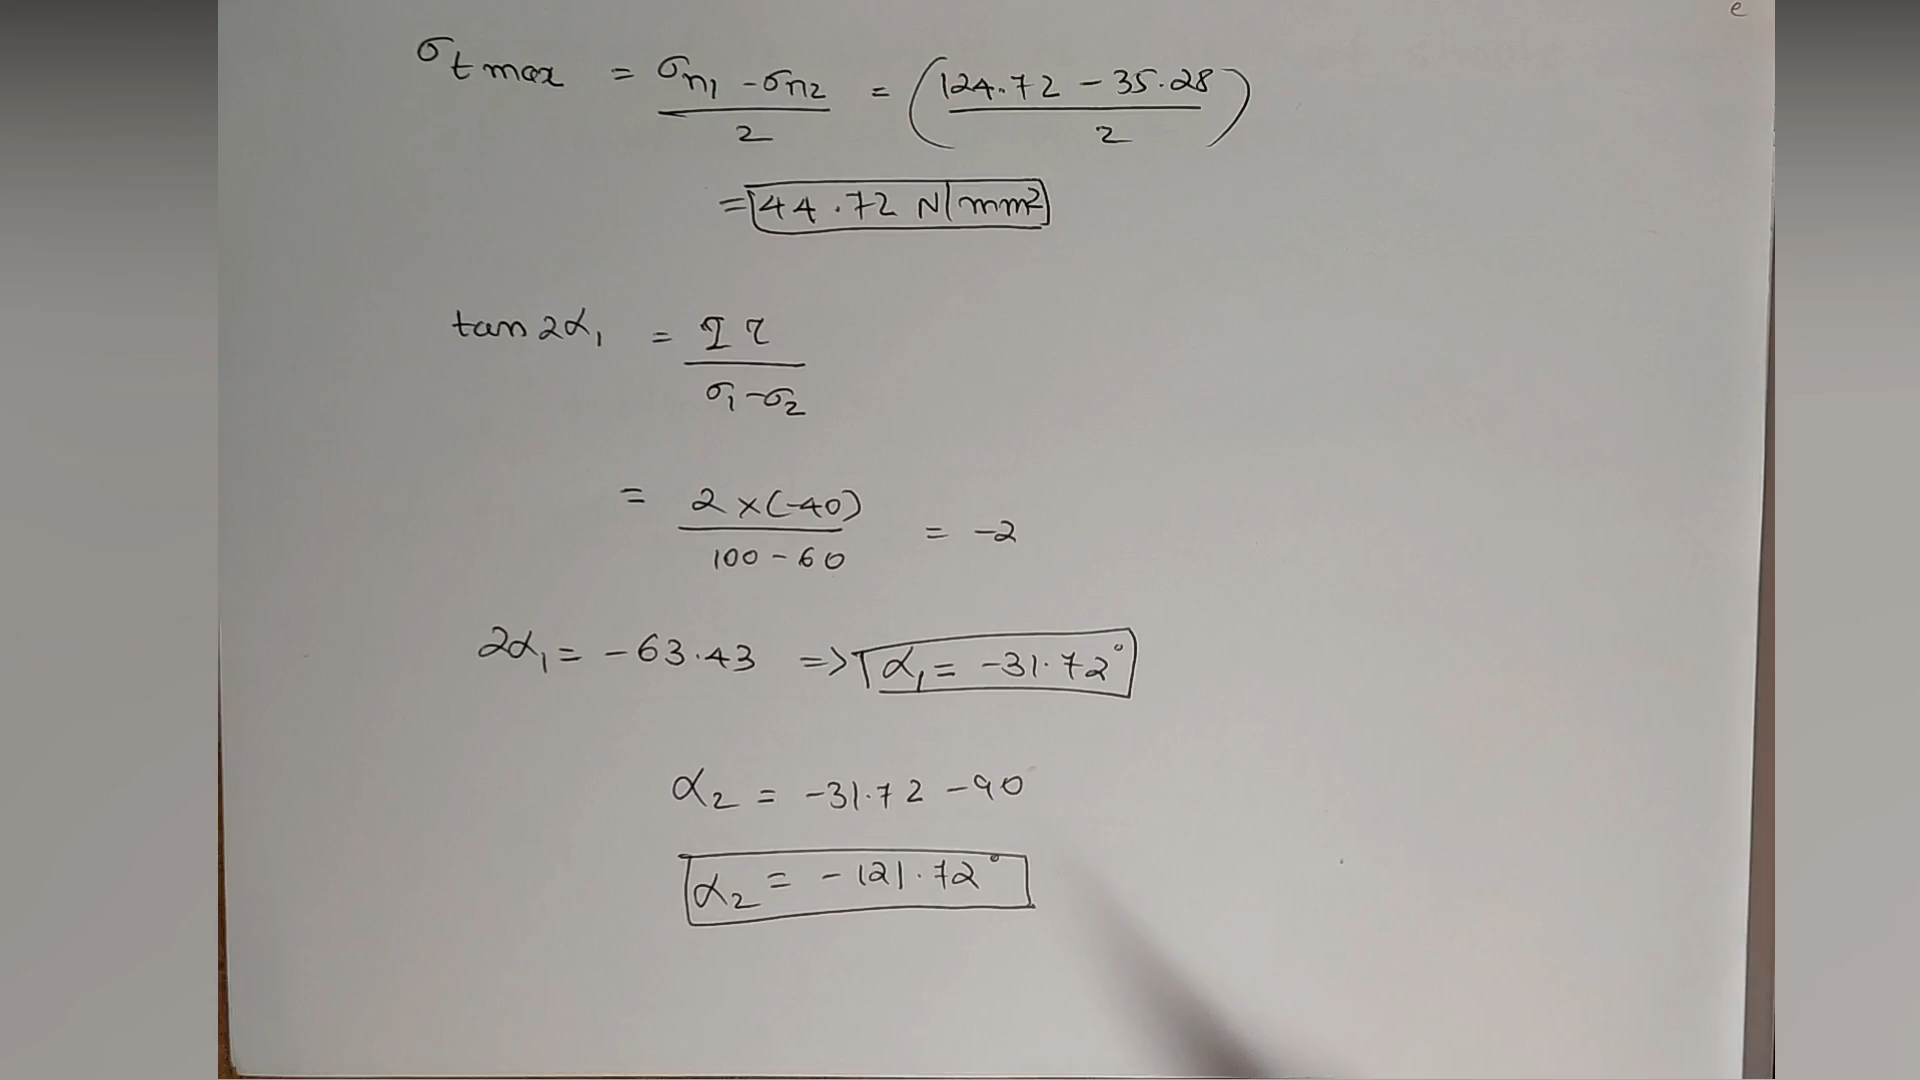 e
σt max = σn1 - σn2 / 2 = (124.72 - 35.28 / 2)
= 44.72 N/mm²
tan 2α1 = 2τ / σ1-σ2
= 2×(-40) / 100-60 = -2
2α1 = -63.43 => α1 = -31.72°
α2 = -31.72 -90
α2 = -121.72°